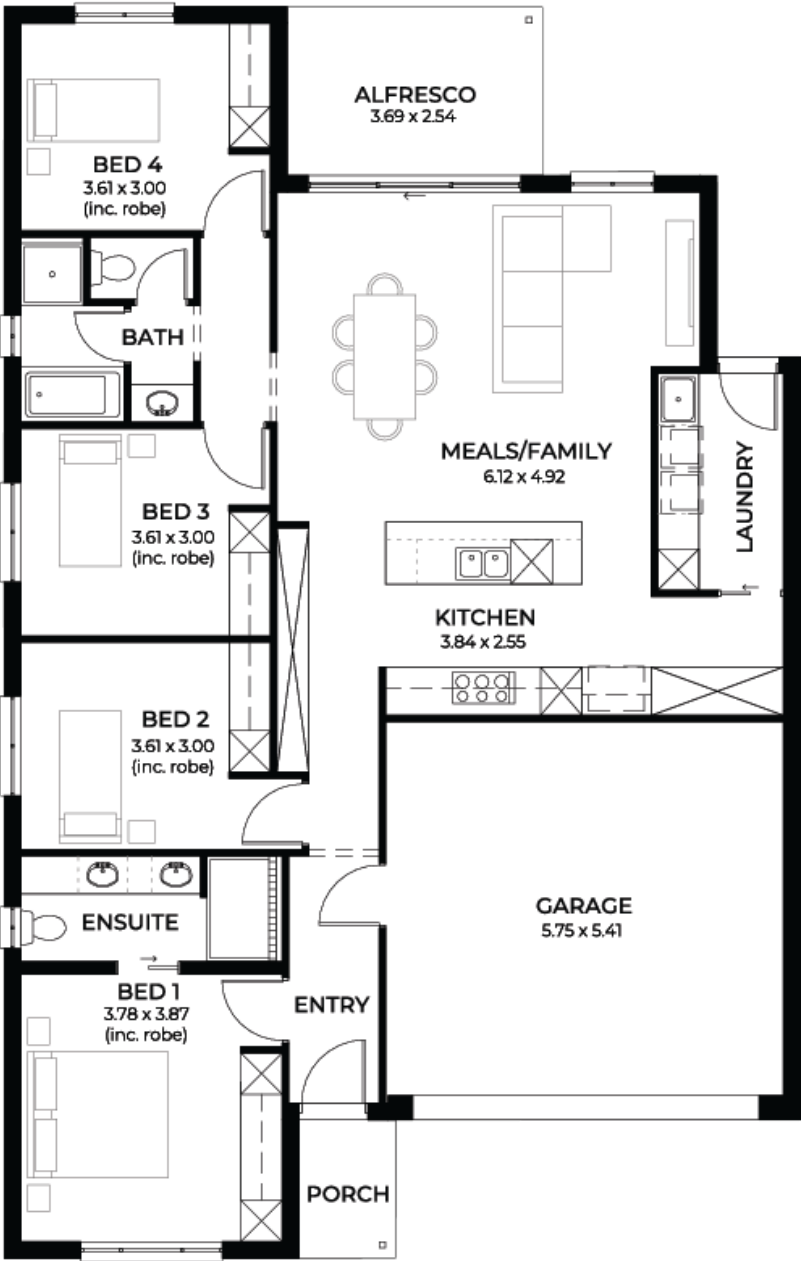 ALFRESCO
3.69 x 2.54
BED 4
3.61 x 3.00
(inc. robe)
BATH
MEALS/FAMILY
6.12 x 4.92
LAUNDRY
BED 3
3.61 x 3.00
(inc. robe)
KITCHEN
3.84 x 2.55
BED 2
3.61 x 3.00
(inc. robe)
GARAGE
5.75 x 5.41
ENSUITE
BED 1
3.78 x 3.87
(inc. robe)
ENTRY
PORCH